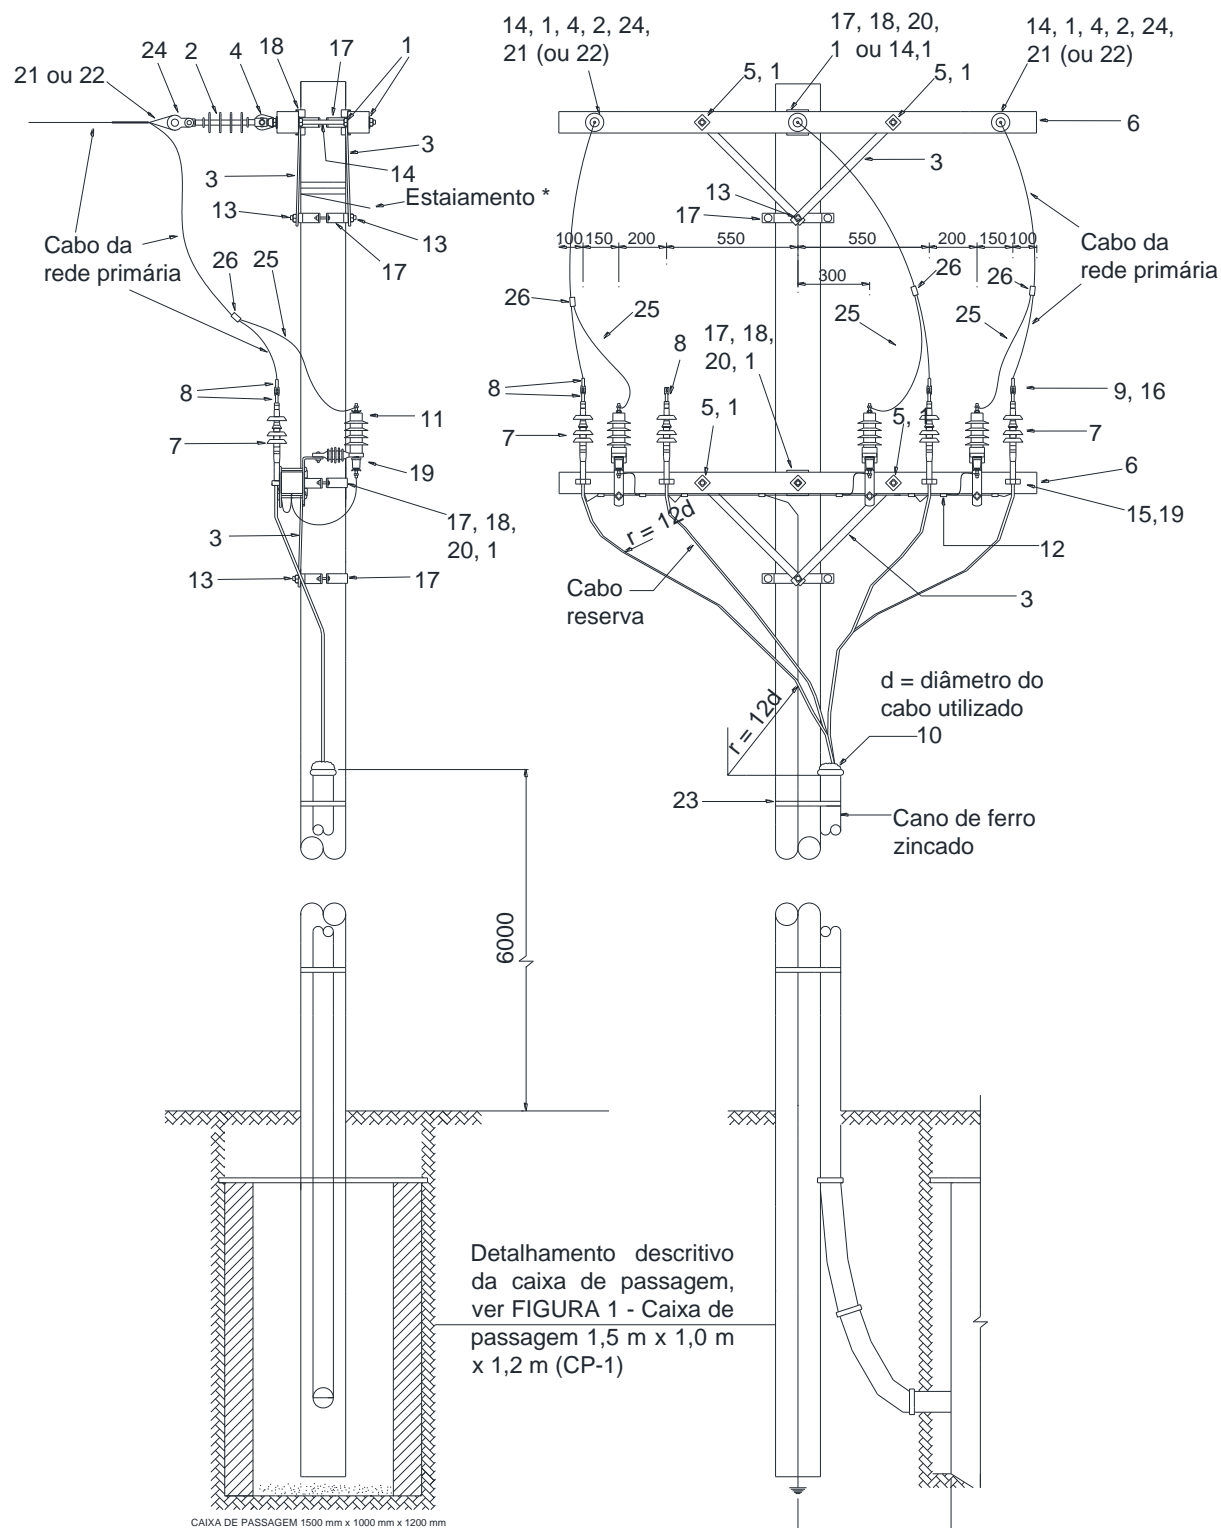 14, 1, 4, 2, 24,
21 (ou 22)
17, 18, 20,
1 ou 14,1
14, 1, 4, 2, 24,
21 (ou 22)
24
2
4
18
17
1
21 ou 22
5, 1
5, 1
6
3
3
3
14
Estaiamento *
13
13
17
13
17
Cabo da
rede primária
26
25
100
150
200
550
550
200
150
100
300
Cabo da
rede primária
26
26
26
25
25
25
17, 18,
20, 1
8
8
8
9, 16
11
7
7
7
5, 1
5, 1
19
6
15,19
17, 18,
20, 1
3
12
13
17
r = 12d
Cabo
reserva
3
d = diâmetro do
cabo utilizado
r = 12d
10
23
Cano de ferro
zincado
6000
Detalhamento descritivo
da caixa de passagem,
ver FIGURA 1 - Caixa de
passagem 1,5 m x 1,0 m
x 1,2 m (CP-1)
CAIXA DE PASSAGEM 1500 mm x 1000 mm x 1200 mm